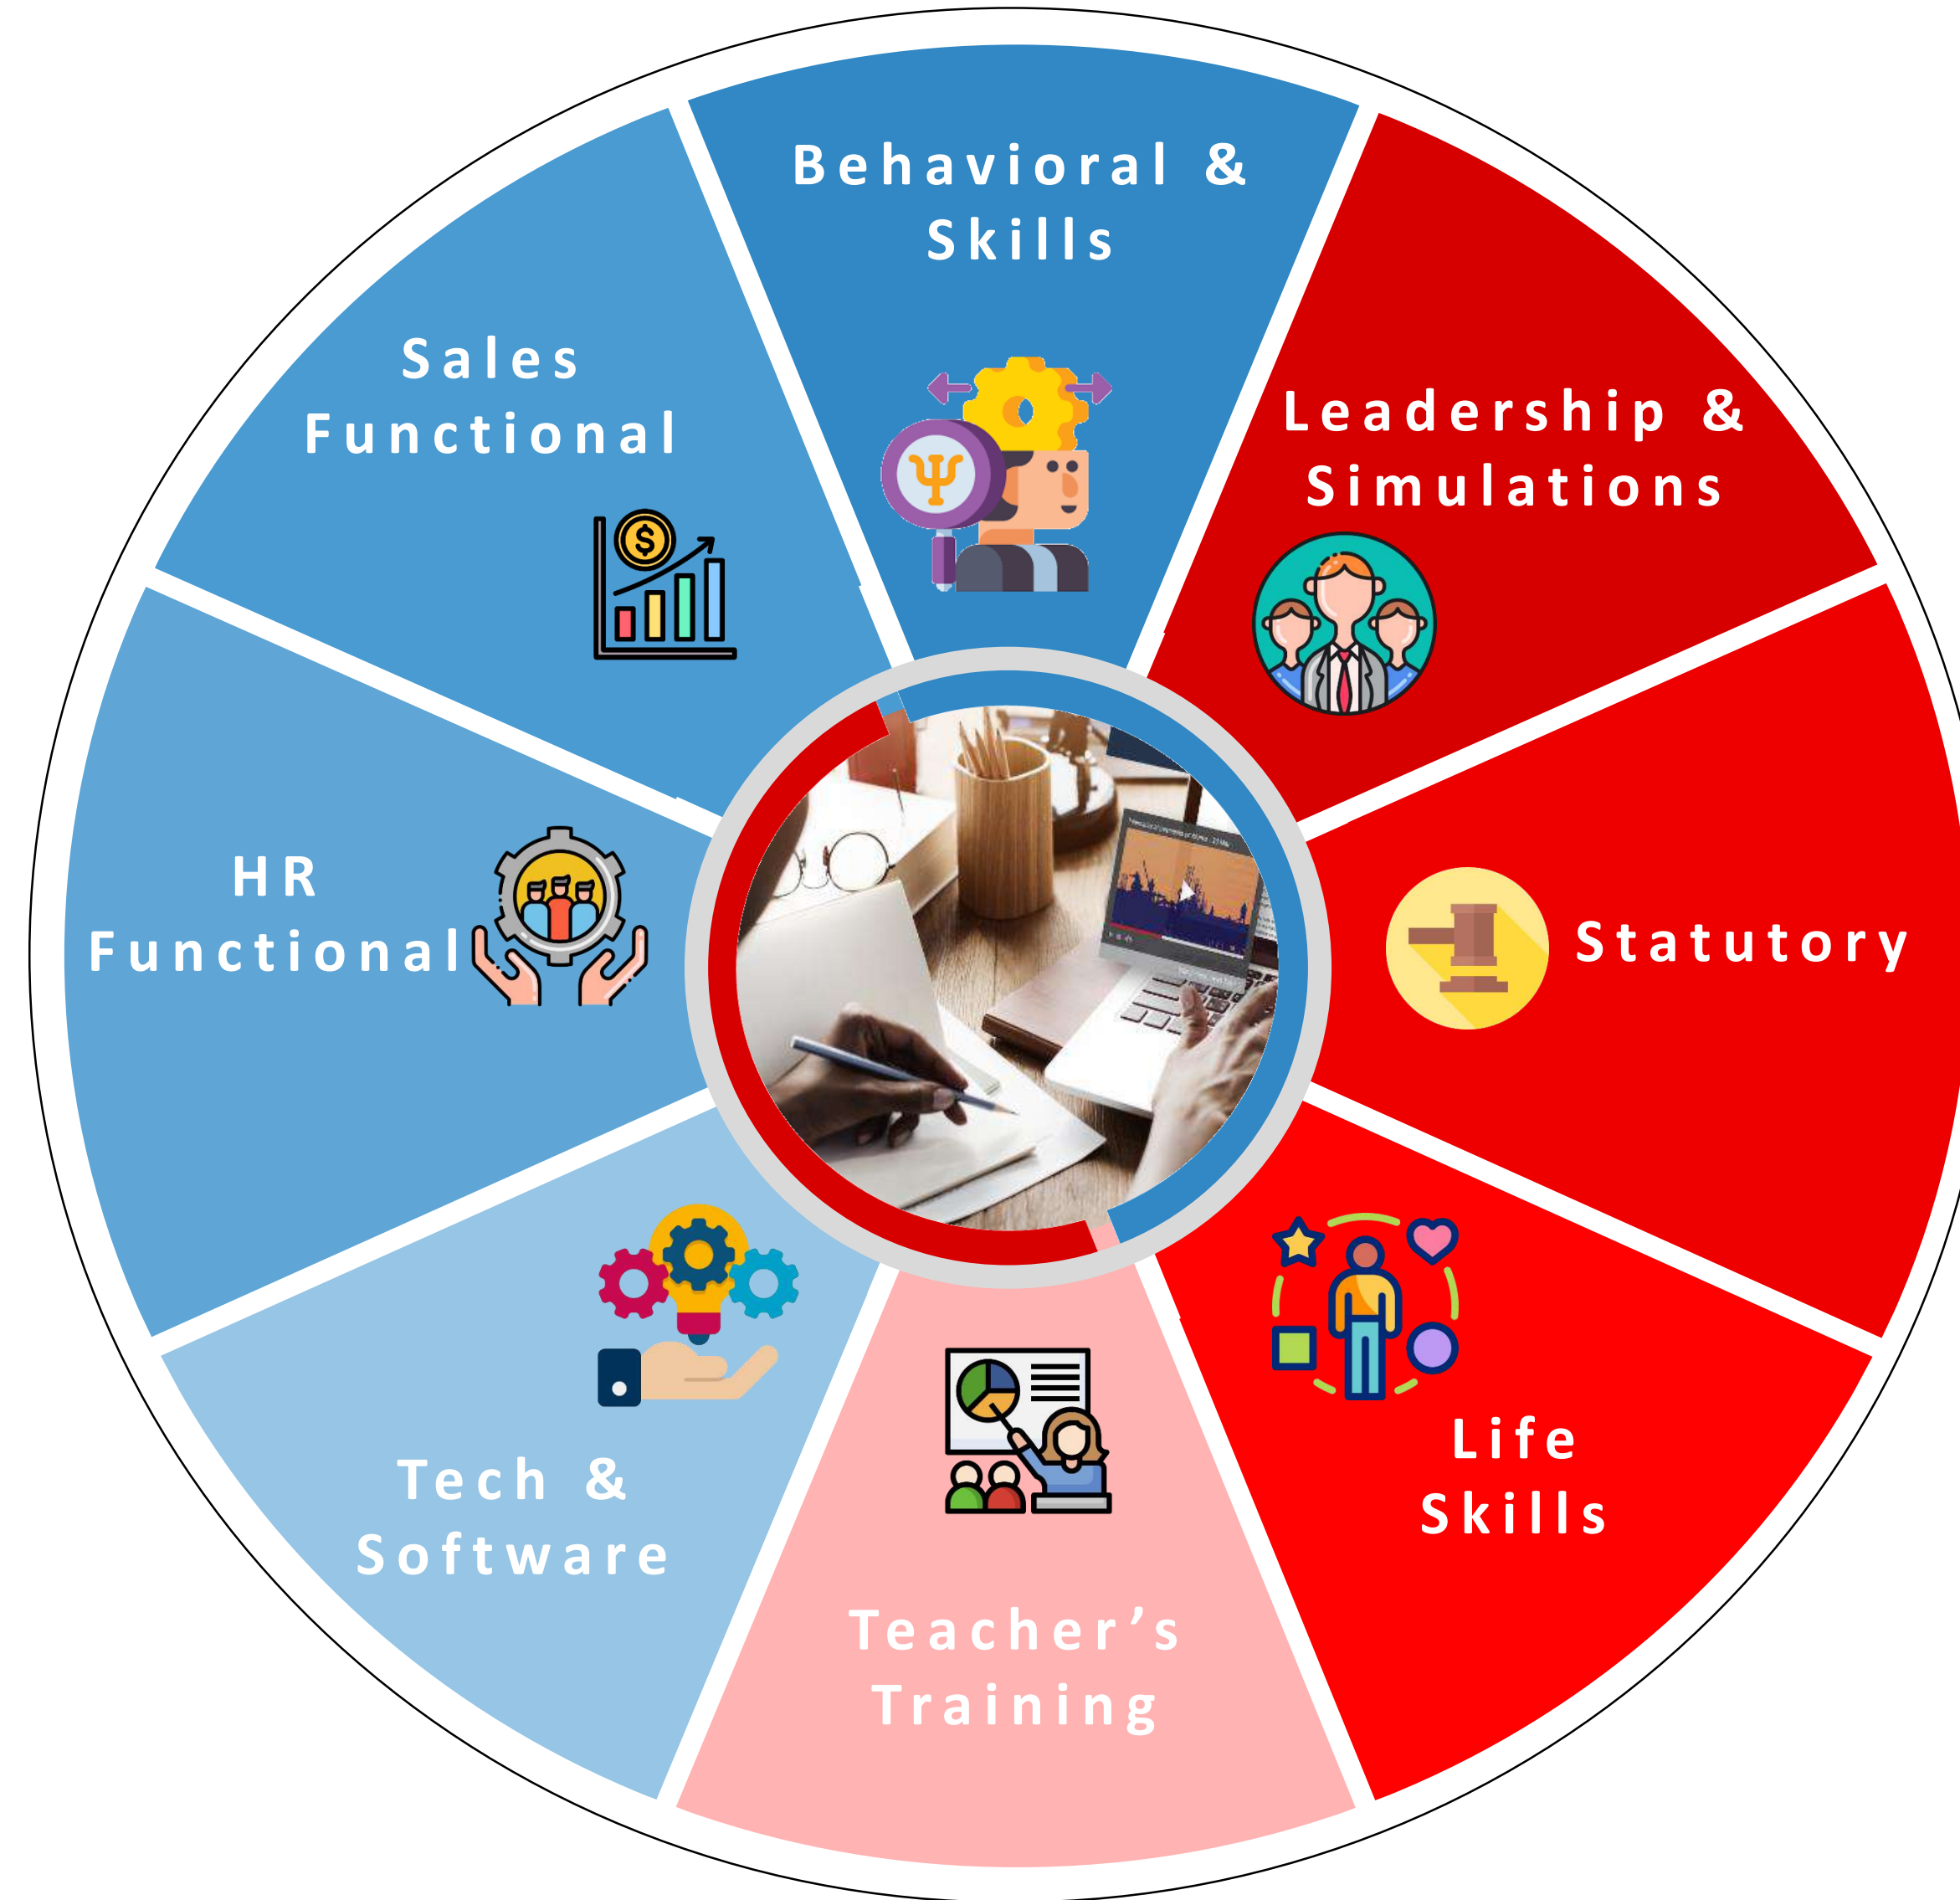 Behavioral &
Skills
Leadership &
Simulations
Statutory
Life
Skills
Teacher’s
Training
Tech &
Software
HR
Functional
Sales
Functional